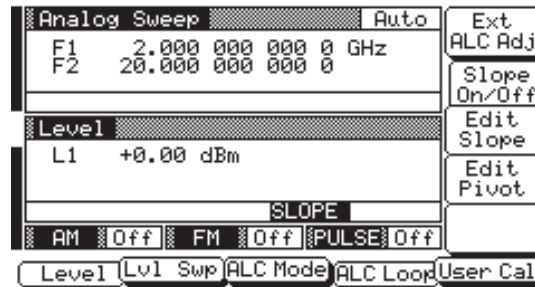 Analog Sweep Auto
F1 2.000 000 000 0 GHz
F2 20.000 000 000 0
Level
L1 +0.00 dBm
SLOPE
AM Off FM Off PULSE Off
Level Lvl Swp ALC Mode ALC Loop User Cal
Ext
ALC Adj
Slope
On/Off
Edit
Slope
Edit
Pivot